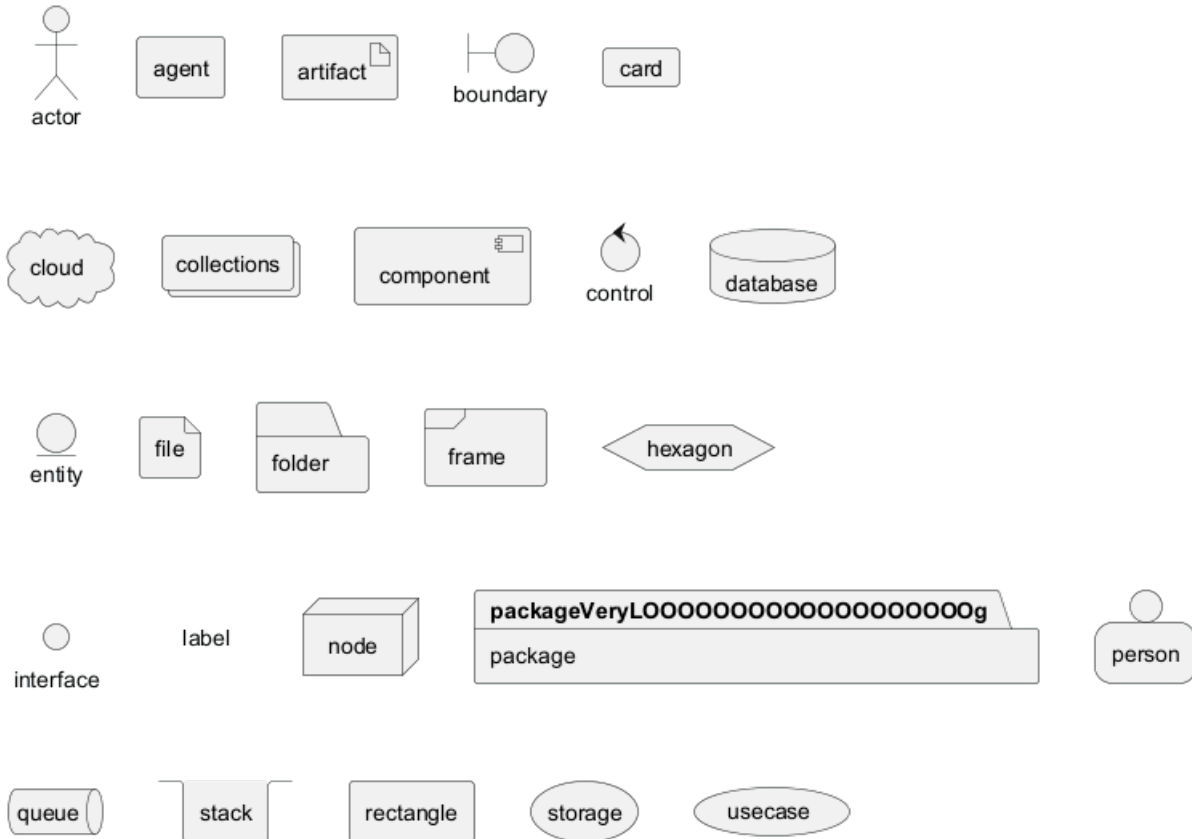 actor
agent
artifact
boundary
card
cloud
collections
component
control
database
entity
file
folder
frame
hexagon
interface
label
node
packageVeryLOOOOOOOOOOOOOOOOOOOg
package
person
queue
stack
rectangle
storage
usecase